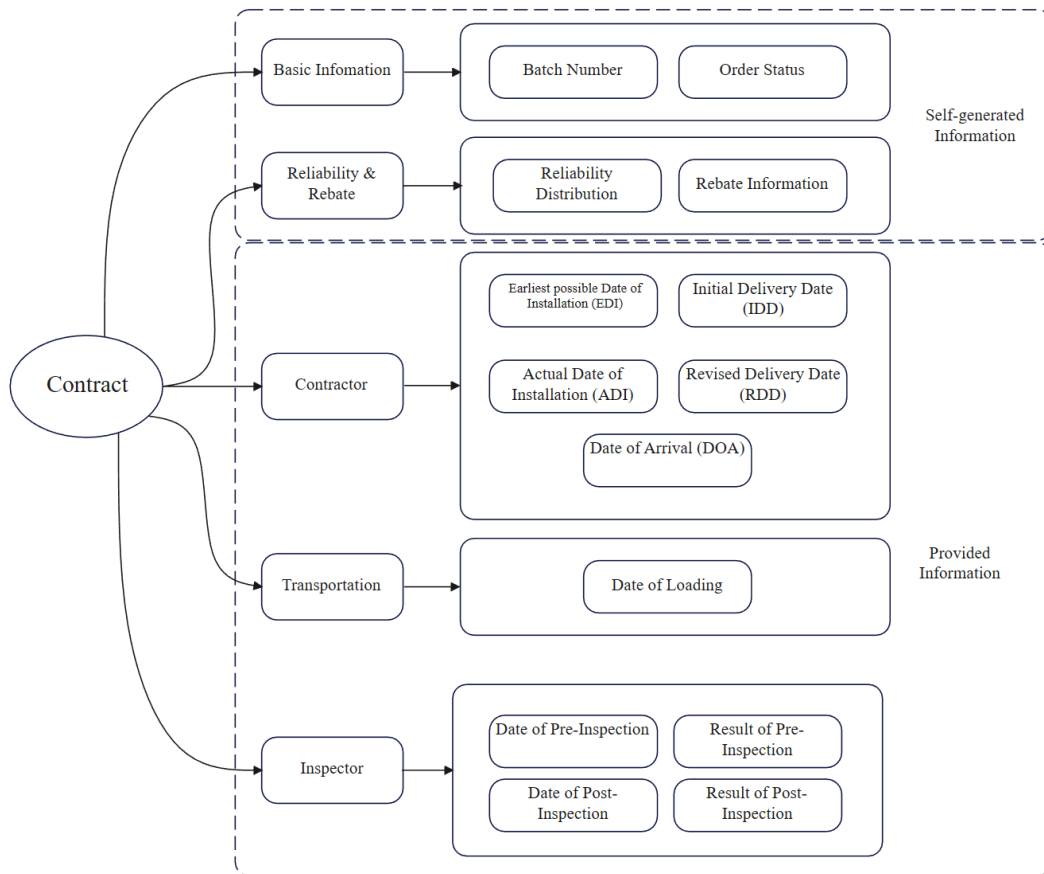 Basic Infomation
Batch Number
Order Status
Self-generated
Information
Reliability &
Rebate
Reliability
Distribution
Rebate Information
Contract
Contractor
Earliest possible Date of
Installation (EDI)
Initial Delivery Date
(IDD)
Actual Date of
Installation (ADI)
Revised Delivery Date
(RDD)
Date of Arrival (DOA)
Provided
Information
Transportation
Date of Loading
Inspector
Date of Pre-Inspection
Result of Pre-
Inspection
Date of Post-
Inspection
Result of Post-
Inspection